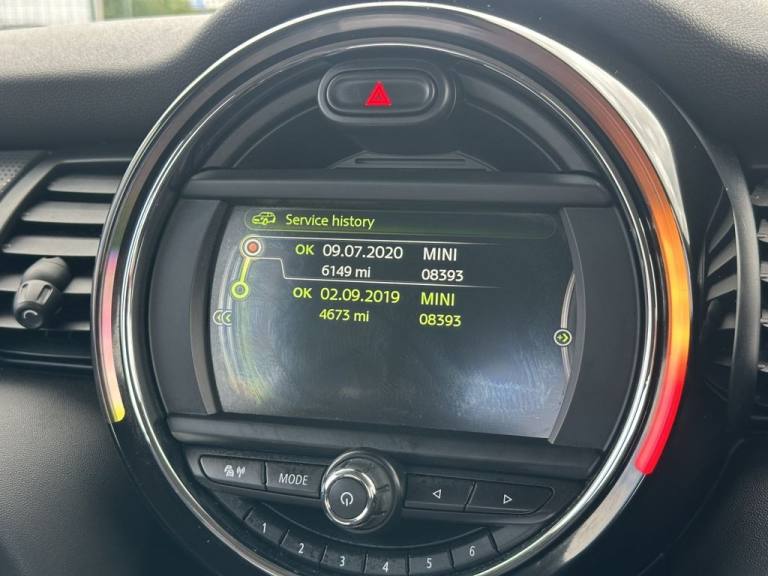 Service history
OK 09.07.2020 MINI
6149 mi 08393
OK 02.09.2019 MINI
4673 mi 08393
MODE
1 2 3 4 5 6